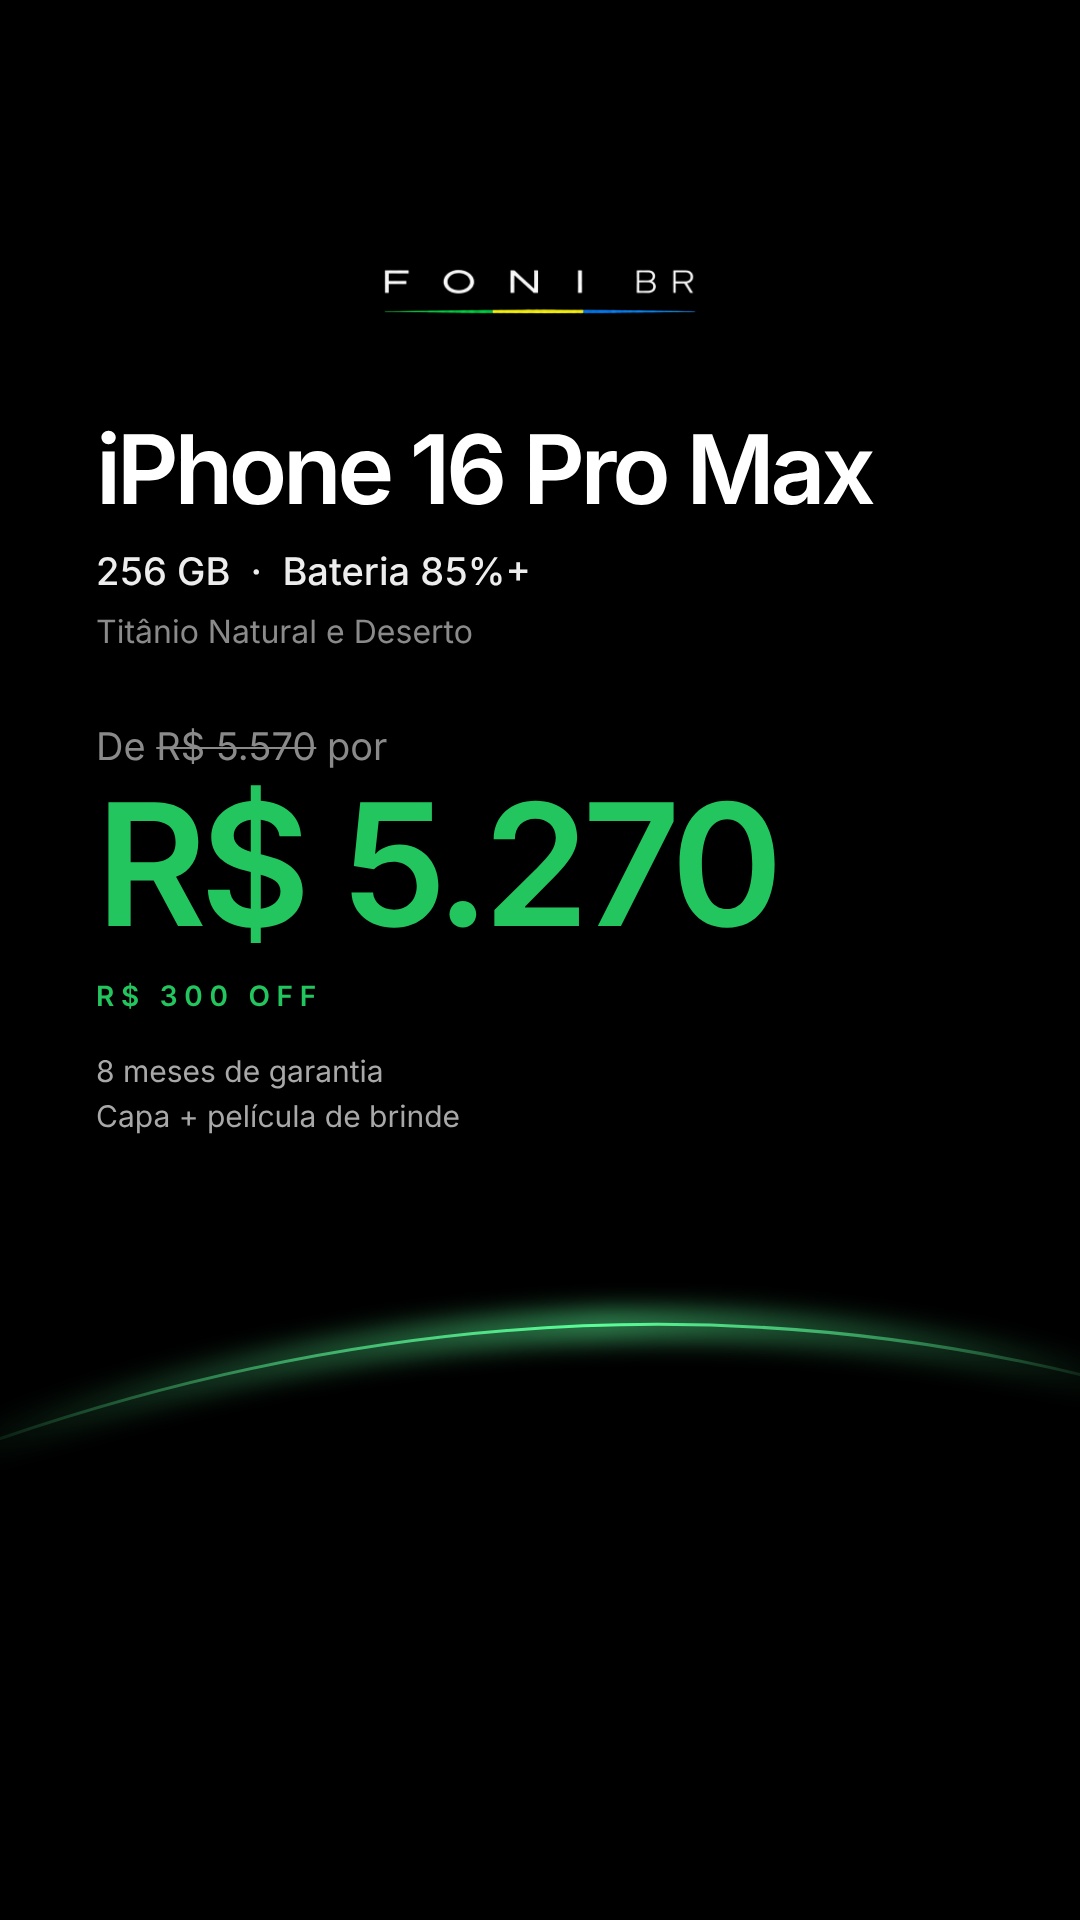 FONI BR
iPhone 16 Pro Max
256 GB · Bateria 85%+
Titânio Natural e Deserto
De R$ 5.570 por
R$ 5.270
R$ 300 OFF
8 meses de garantia
Capa + película de brinde